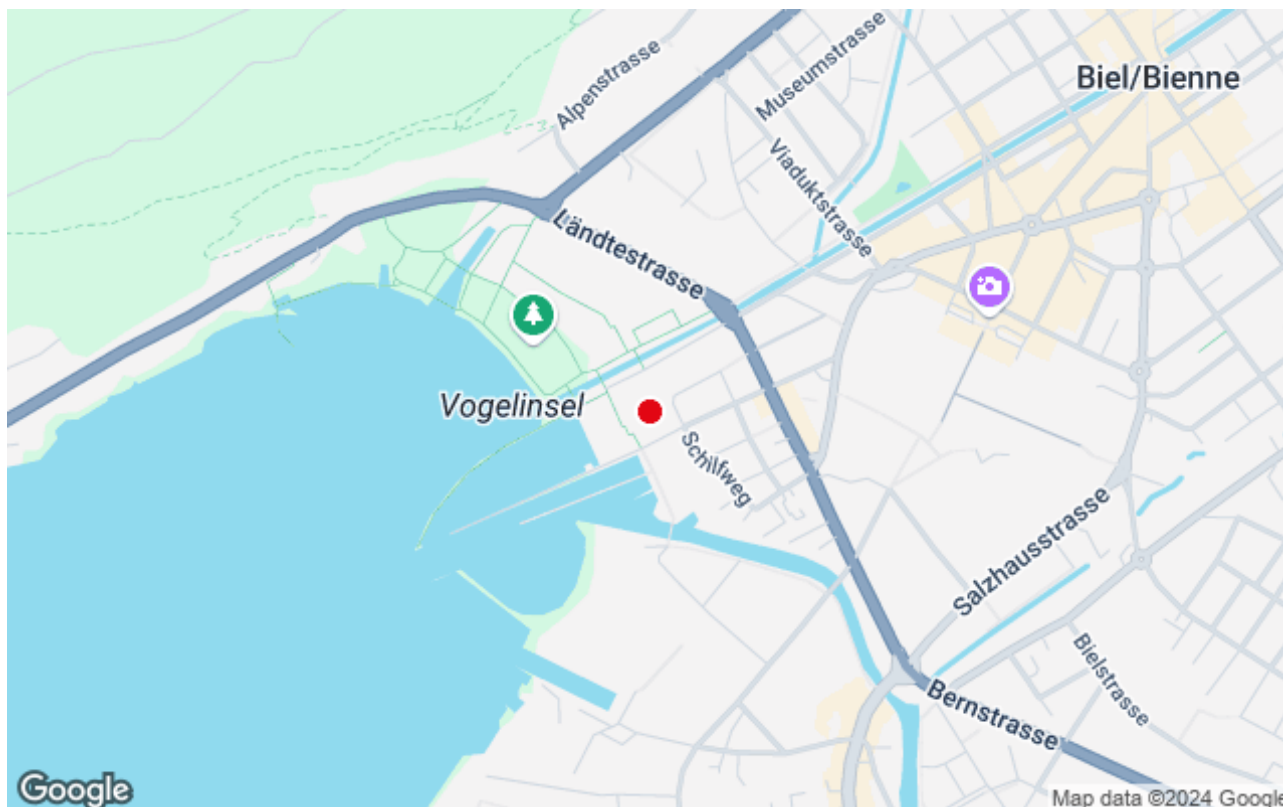 Alpenstrasse
Museumstrasse
Biel/Bienne
Viaduktstrasse
Ländtestrasse
Vogelinsel
Schilfweg
Salzhausstrasse
Bielstrasse
Bernstrasse
Google
Map data ©2024 Google